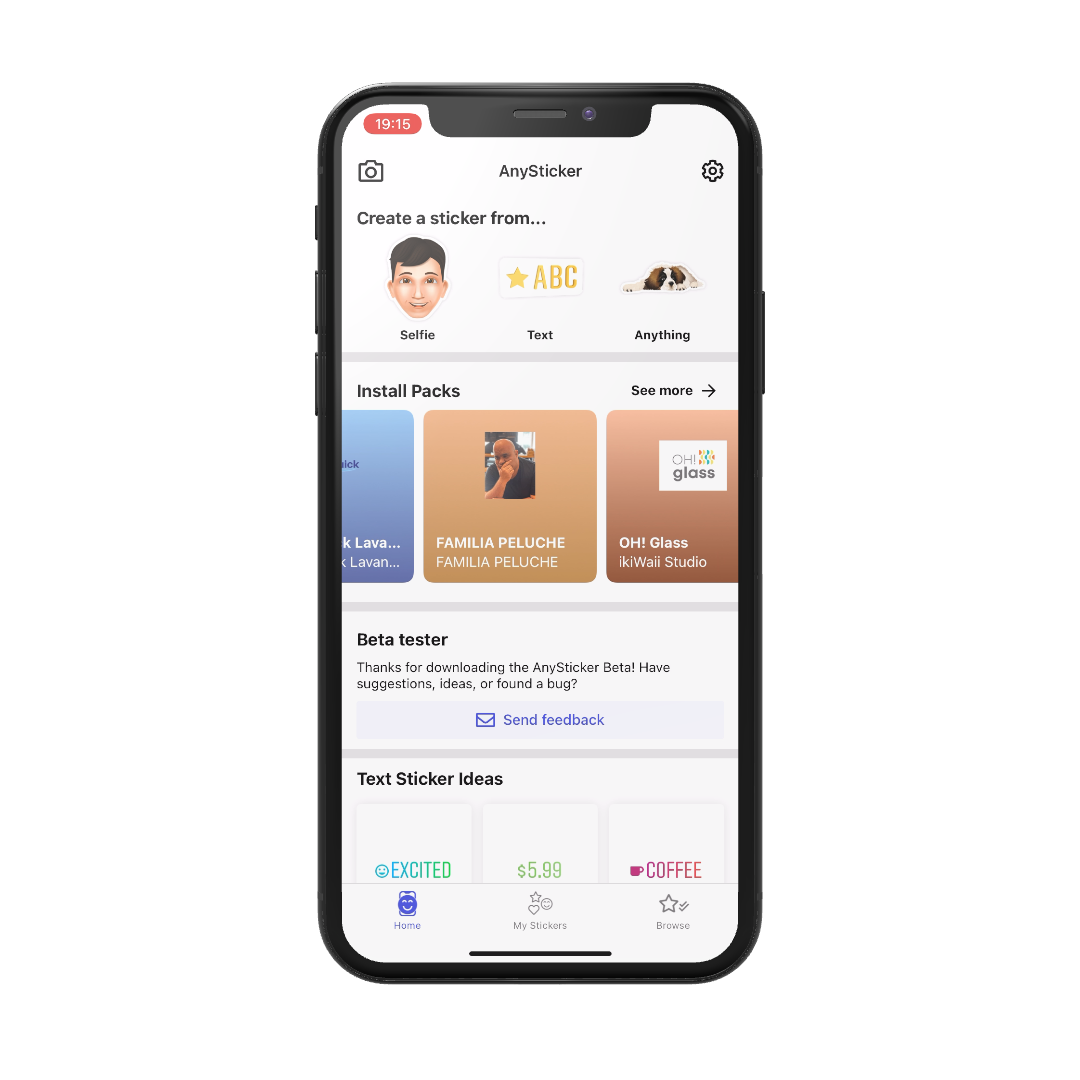 19:15
AnySticker
Create a sticker from...
ABC
Selfie
Text
Anything
Install Packs
See more
k Lava...
k Lavan...
FAMILIA PELUCHE
FAMILIA PELUCHE
OH!
glass
OH! Glass
ikiWaii Studio
Beta tester
Thanks for downloading the AnySticker Beta! Have
suggestions, ideas, or found a bug?
Send feedback
Text Sticker Ideas
EXCITED
$5.99
COFFEE
Home
My Stickers
Browse